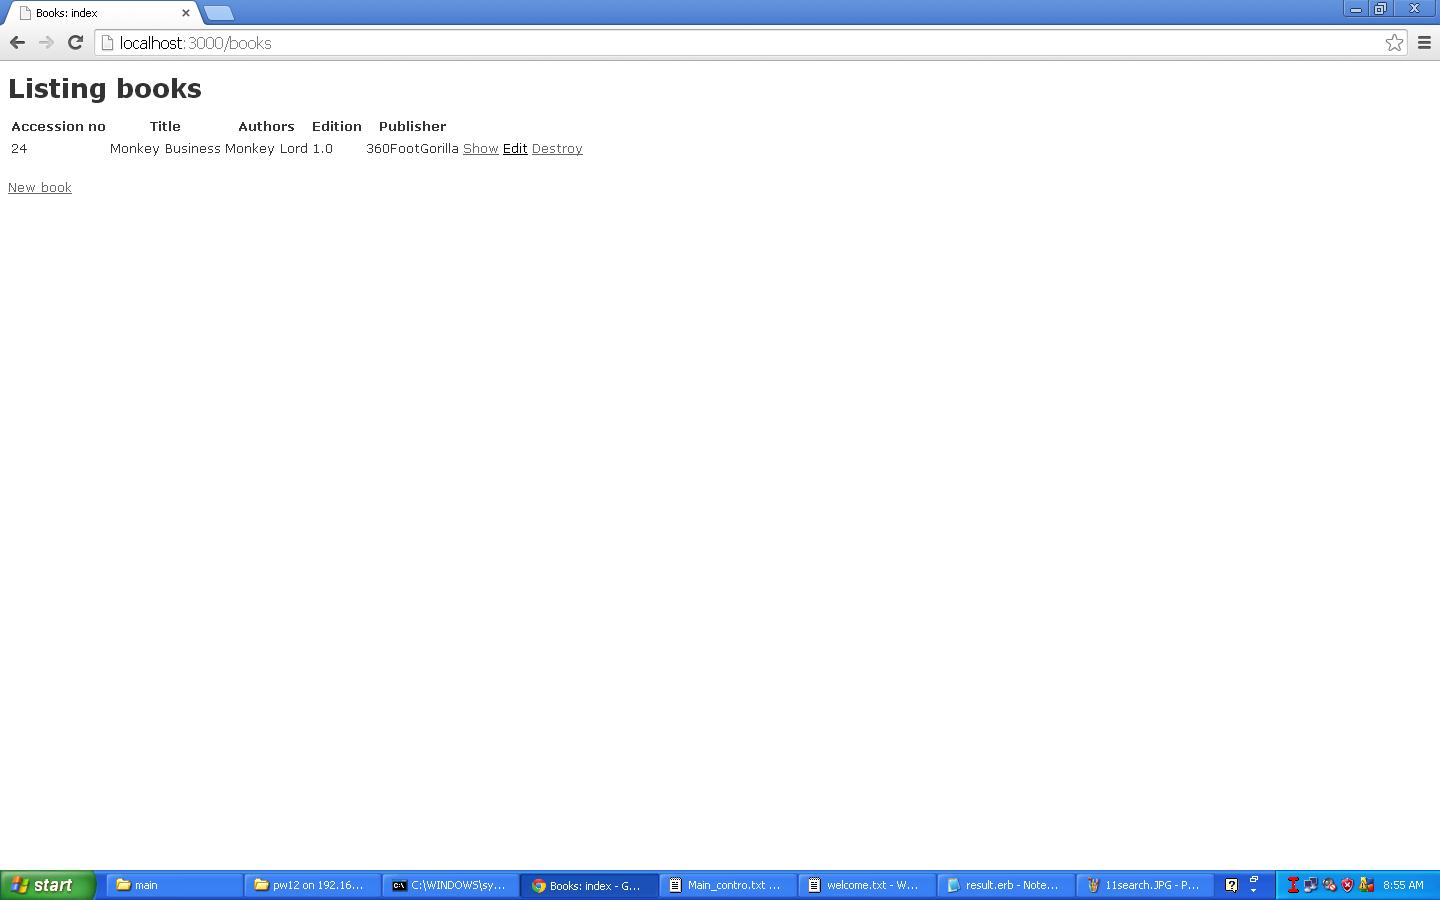 Books: index
localhost:3000/books
Listing books
Accession no Title Authors Edition Publisher
24 Monkey Business Monkey Lord 1.0 360FootGorilla Show Edit Destroy
New book
start main pw12 on 192.16... C:\WINDOWS\sy... Books: index - G... Main_contro.txt ... welcome.txt - W... result.erb - Note... 11search.JPG - P... 8:55 AM